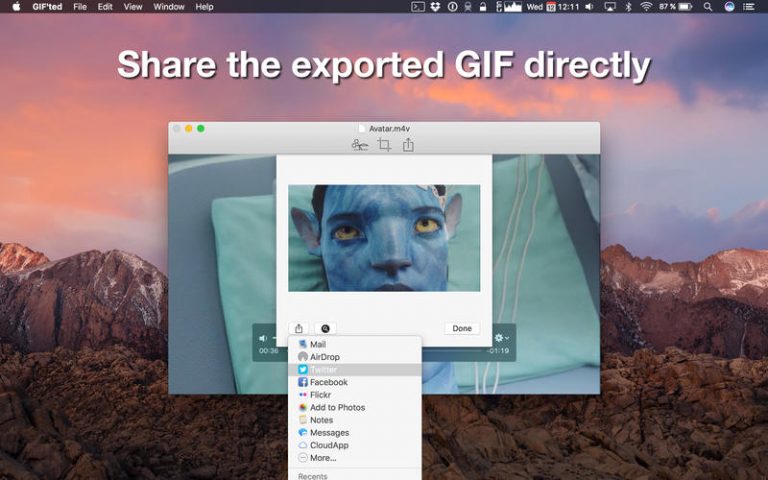 GIF'ted File Edit View Window Help Wed 12 12:11 87 %
Share the exported GIF directly
Avatar.m4v
Done
00:36
-01:19
Mail
AirDrop
Twitter
Facebook
Flickr
Add to Photos
Notes
Messages
CloudApp
More...
Recents